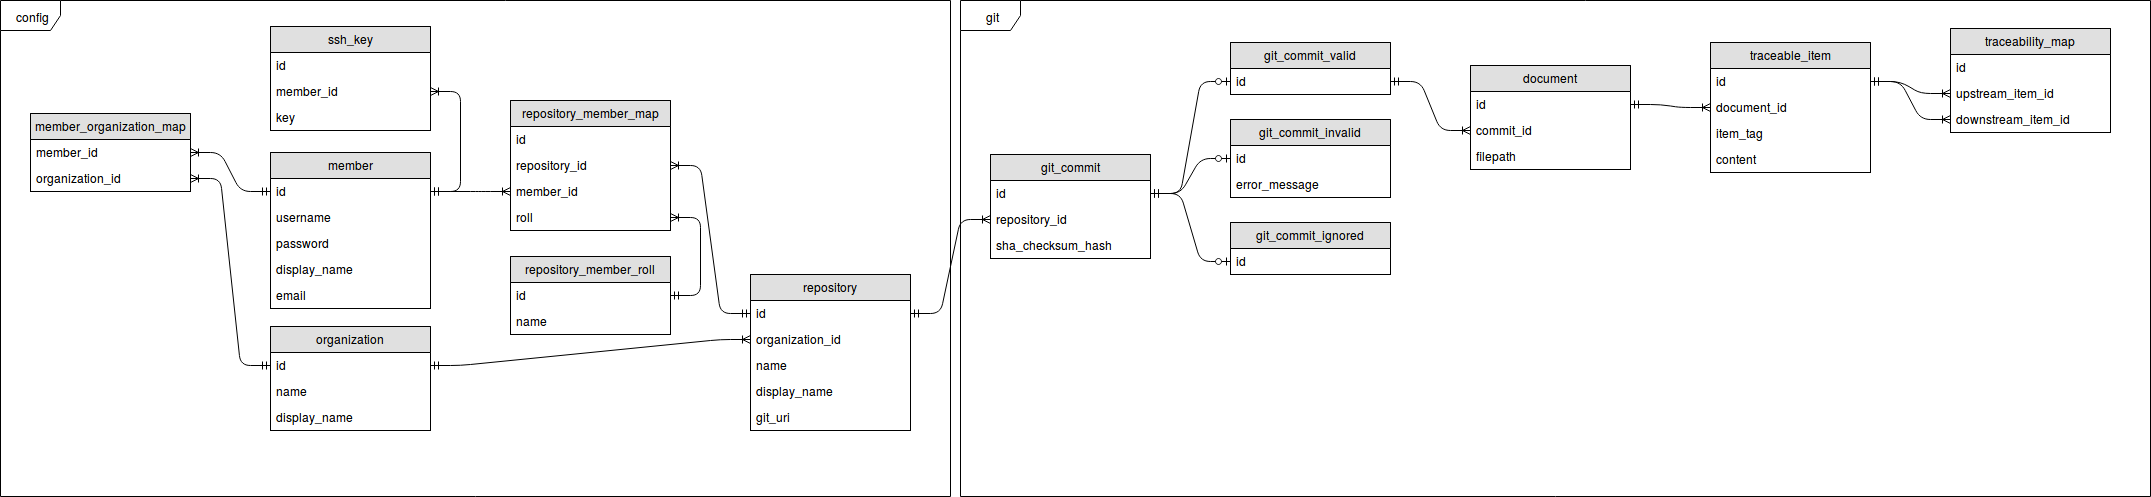 config
ssh_key
id
member_id
key
member_organization_map
member_id
organization_id
member
id
username
password
display_name
email
organization
id
name
display_name
repository_member_map
id
repository_id
member_id
roll
repository_member_roll
id
name
repository
id
organization_id
name
display_name
git_uri
git
git_commit
id
repository_id
sha_checksum_hash
git_commit_valid
id
git_commit_invalid
id
error_message
git_commit_ignored
id
document
id
commit_id
filepath
traceable_item
id
document_id
item_tag
content
traceability_map
id
upstream_item_id
downstream_item_id